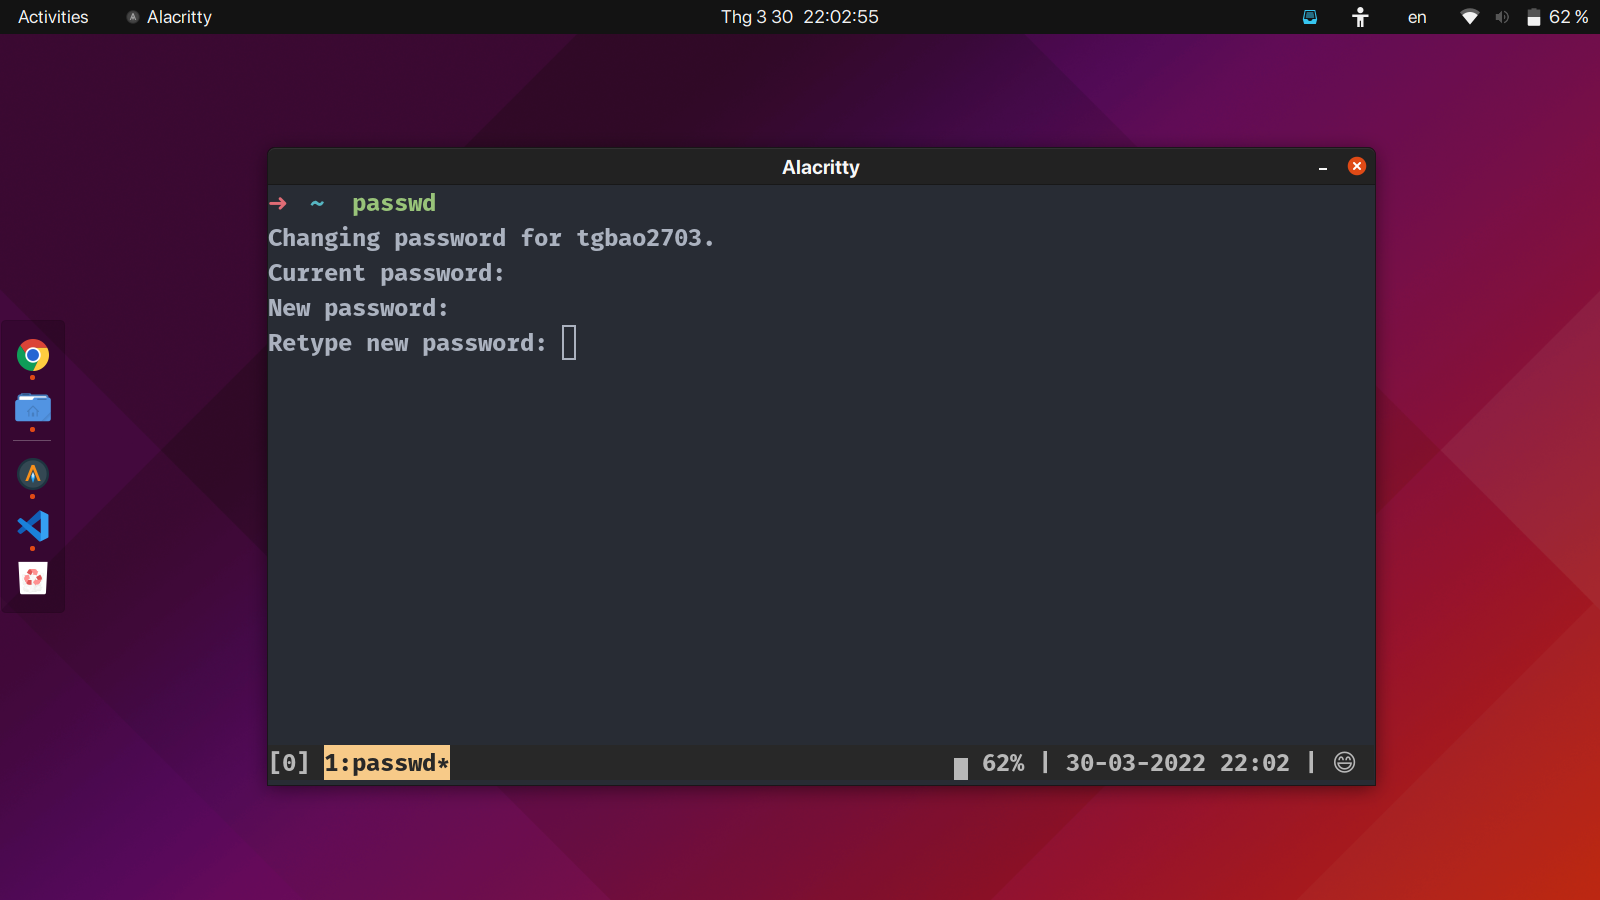 Activities Alacritty Thg 3 30 22:02:55 en 62 %
Alacritty
➜ ~ passwd
Changing password for tgbao2703.
Current password:
New password:
Retype new password:
[0] 1:passwd* 62% | 30-03-2022 22:02 | 😄